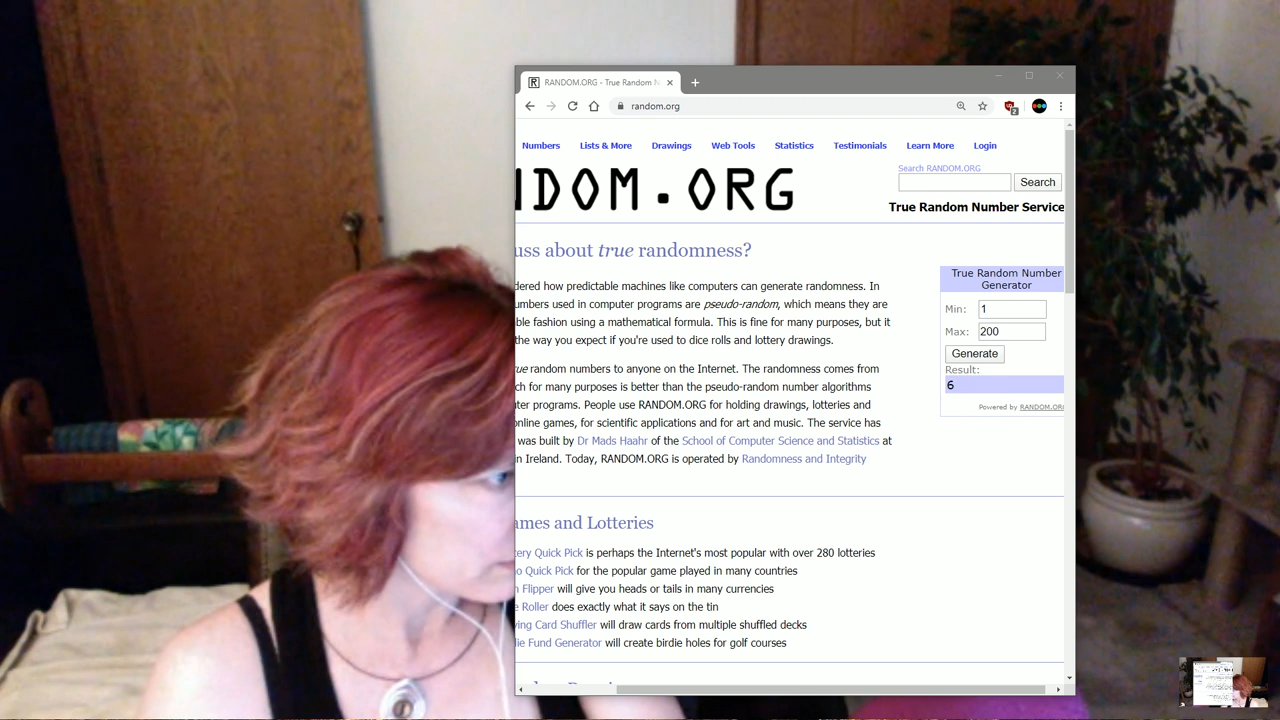 RANDOM.ORG - True Random N
random.org
Numbers Lists & More Drawings Web Tools Statistics Testimonials Learn More Login
Search RANDOM.ORG
NDOM.ORG
Search
True Random Number Service
uss about true randomness?
dered how predictable machines like computers can generate randomness. In
umbers used in computer programs are pseudo-random, which means they are
ble fashion using a mathematical formula. This is fine for many purposes, but it
the way you expect if you're used to dice rolls and lottery drawings.
ue random numbers to anyone on the Internet. The randomness comes from
ch for many purposes is better than the pseudo-random number algorithms
uter programs. People use RANDOM.ORG for holding drawings, lotteries and
online games, for scientific applications and for art and music. The service has
was built by Dr Mads Haahr of the School of Computer Science and Statistics at
in Ireland. Today, RANDOM.ORG is operated by Randomness and Integrity
True Random Number
Generator
Min: 1
Max: 200
Generate
Result:
6
Powered by RANDOM.ORG
ames and Lotteries
tery Quick Pick is perhaps the Internet's most popular with over 280 lotteries
o Quick Pick for the popular game played in many countries
n Flipper will give you heads or tails in many currencies
e Roller does exactly what it says on the tin
ying Card Shuffler will draw cards from multiple shuffled decks
die Fund Generator will create birdie holes for golf courses